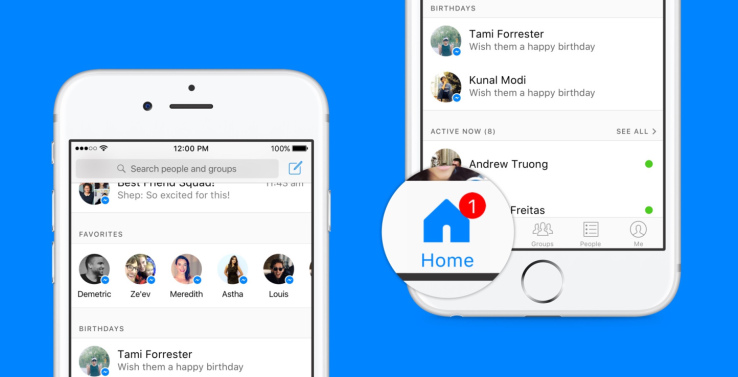 12:00 PM
100%
Search people and groups
Best Friend Squad!
11:45 am
Shep: So excited for this!
FAVORITES
Demetric
Ze'ev
Meredith
Astha
Louis
BIRTHDAYS
Tami Forrester
Wish them a happy birthday
BIRTHDAYS
Tami Forrester
Wish them a happy birthday
Kunal Modi
Wish them a happy birthday
ACTIVE NOW (8)
SEE ALL >
Andrew Truong
Freitas
1
Home
Groups
People
Me